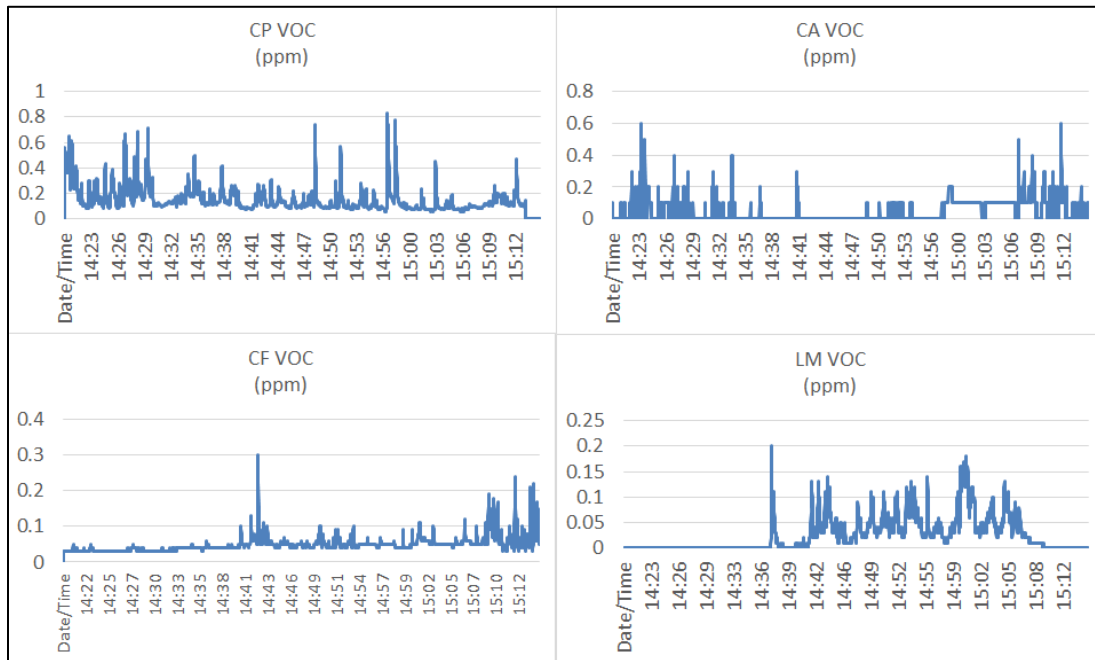 CP VOC
(ppm)
1
0.8
0.6
0.4
0.2
0
Date/Time 14:23 14:26 14:29 14:32 14:35 14:38 14:41 14:44 14:47 14:50 14:53 14:56 15:00 15:03 15:06 15:09 15:12
CA VOC
(ppm)
0.8
0.6
0.4
0.2
0
Date/Time 14:23 14:26 14:29 14:32 14:35 14:38 14:41 14:44 14:47 14:50 14:53 14:56 15:00 15:03 15:06 15:09 15:12
CF VOC
(ppm)
0.4
0.3
0.2
0.1
0
Date/Time 14:22 14:25 14:27 14:30 14:33 14:35 14:38 14:41 14:43 14:46 14:49 14:51 14:54 14:57 14:59 15:02 15:05 15:07 15:10 15:12
LM VOC
(ppm)
0.25
0.2
0.15
0.1
0.05
0
Date/Time 14:23 14:26 14:29 14:33 14:36 14:39 14:42 14:46 14:49 14:52 14:55 14:59 15:02 15:05 15:08 15:12